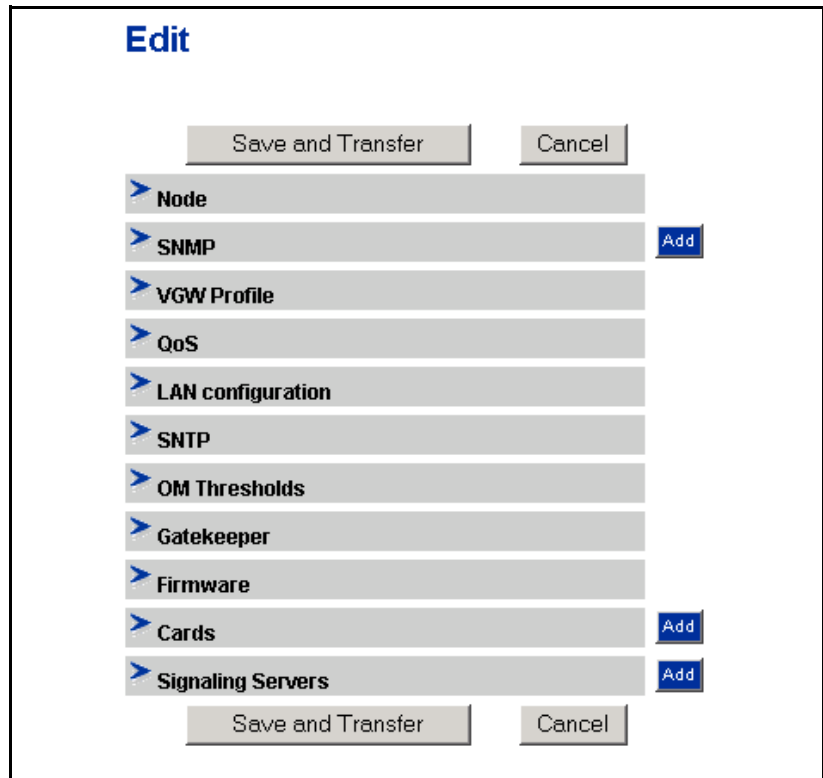 Edit
Save and Transfer Cancel
Node
SNMP Add
VGW Profile
QoS
LAN configuration
SNTP
OM Thresholds
Gatekeeper
Firmware
Cards Add
Signaling Servers Add
Save and Transfer Cancel